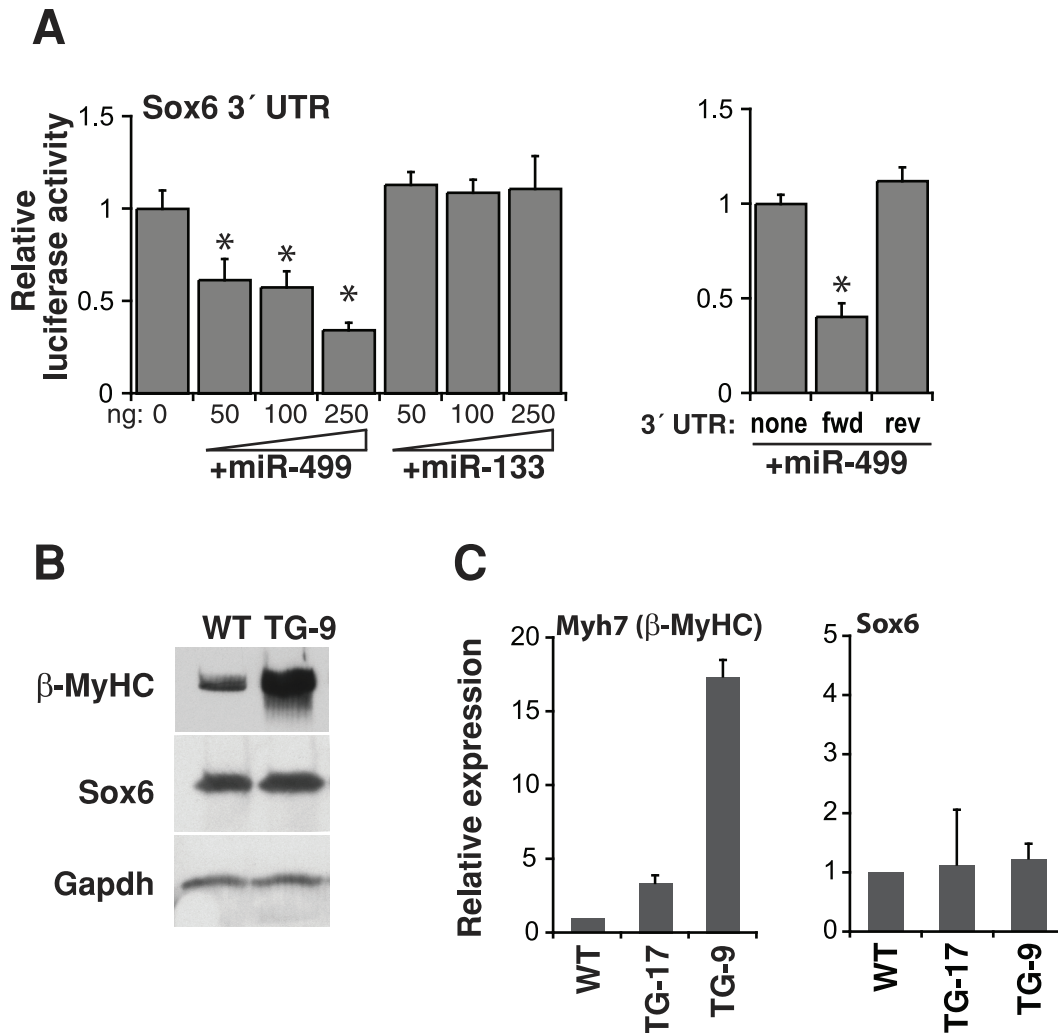 A
Sox6 3´ UTR
Relative
luciferase activity
1.5
1
0.5
0
*
*
*
ng: 0 50 100 250 50 100 250
+miR-499 +miR-133
1.5
1
0.5
0
*
3´ UTR: none fwd rev
+miR-499
B
WT TG-9
β-MyHC
Sox6
Gapdh
C
Relative expression
Myh7 (β-MyHC)
20
15
10
5
0
WT TG-17 TG-9
Sox6
5
4
3
2
1
0
WT TG-17 TG-9